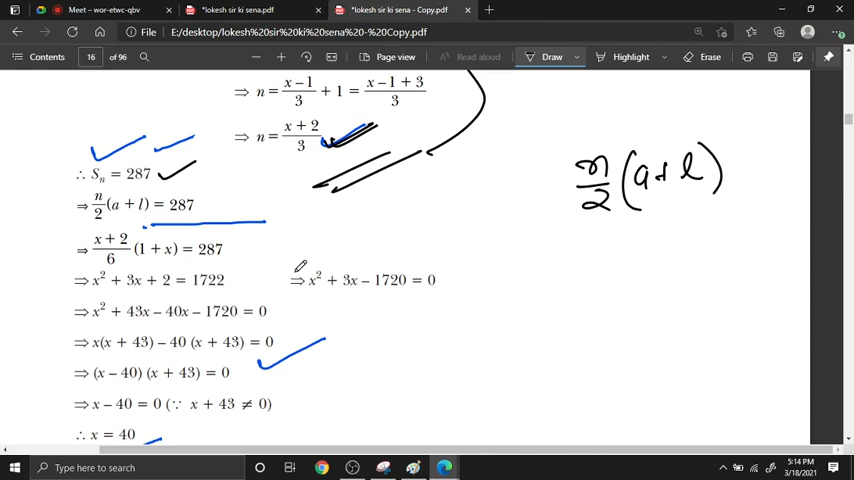 Meet – wor-etwc-qbv
*lokesh sir ki sena.pdf
*lokesh sir ki sena - Copy.pdf
File E:/desktop/lokesh%20sir%20ki%20sena%20-%20Copy.pdf
Contents 16 of 96 Page view Read aloud Draw Highlight Erase
⇒ n = (x–1)/3 + 1 = (x–1+3)/3
⇒ n = (x+2)/3
∴ Sn = 287
⇒ n/2 (a + l) = 287
n/2 (a+l)
⇒ (x+2)/6 (1 + x) = 287
⇒ x² + 3x + 2 = 1722 ⇒ x² + 3x – 1720 = 0
⇒ x² + 43x – 40x – 1720 = 0
⇒ x(x + 43) – 40 (x + 43) = 0
⇒ (x – 40) (x + 43) = 0
⇒ x – 40 = 0 (∵ x + 43 ≠ 0)
∴ x = 40
Type here to search
5:14 PM
3/18/2021